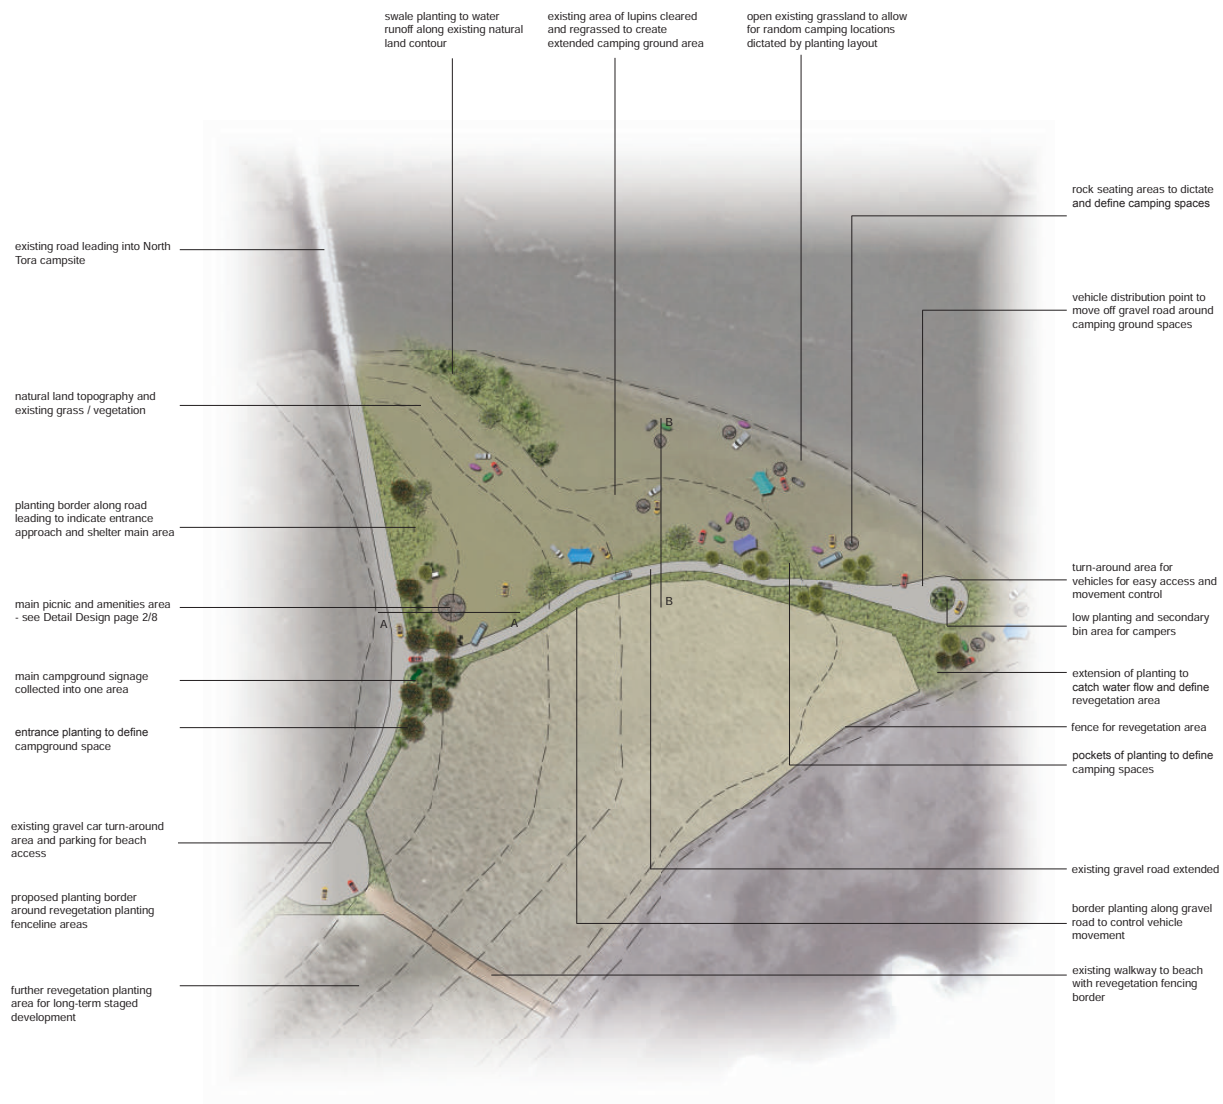 swale planting to water
runoff along existing natural
land contour
existing area of lupins cleared
and regrassed to create
extended camping ground area
open existing grassland to allow
for random camping locations
dictated by planting layout
rock seating areas to dictate
and define camping spaces
existing road leading into North
Tora campsite
vehicle distribution point to
move off gravel road around
camping ground spaces
natural land topography and
existing grass / vegetation
B
planting border along road
leading to indicate entrance
approach and shelter main area
turn-around area for
vehicles for easy access and
movement control
main picnic and amenities area
- see Detail Design page 2/8
B
A
A
low planting and secondary
bin area for campers
main campground signage
collected into one area
extension of planting to
catch water flow and define
revegetation area
entrance planting to define
campground space
fence for revegetation area
pockets of planting to define
camping spaces
existing gravel car turn-around
area and parking for beach
access
existing gravel road extended
proposed planting border
around revegetation planting
fenceline areas
border planting along gravel
road to control vehicle
movement
existing walkway to beach
with revegetation fencing
border
further revegetation planting
area for long-term staged
development